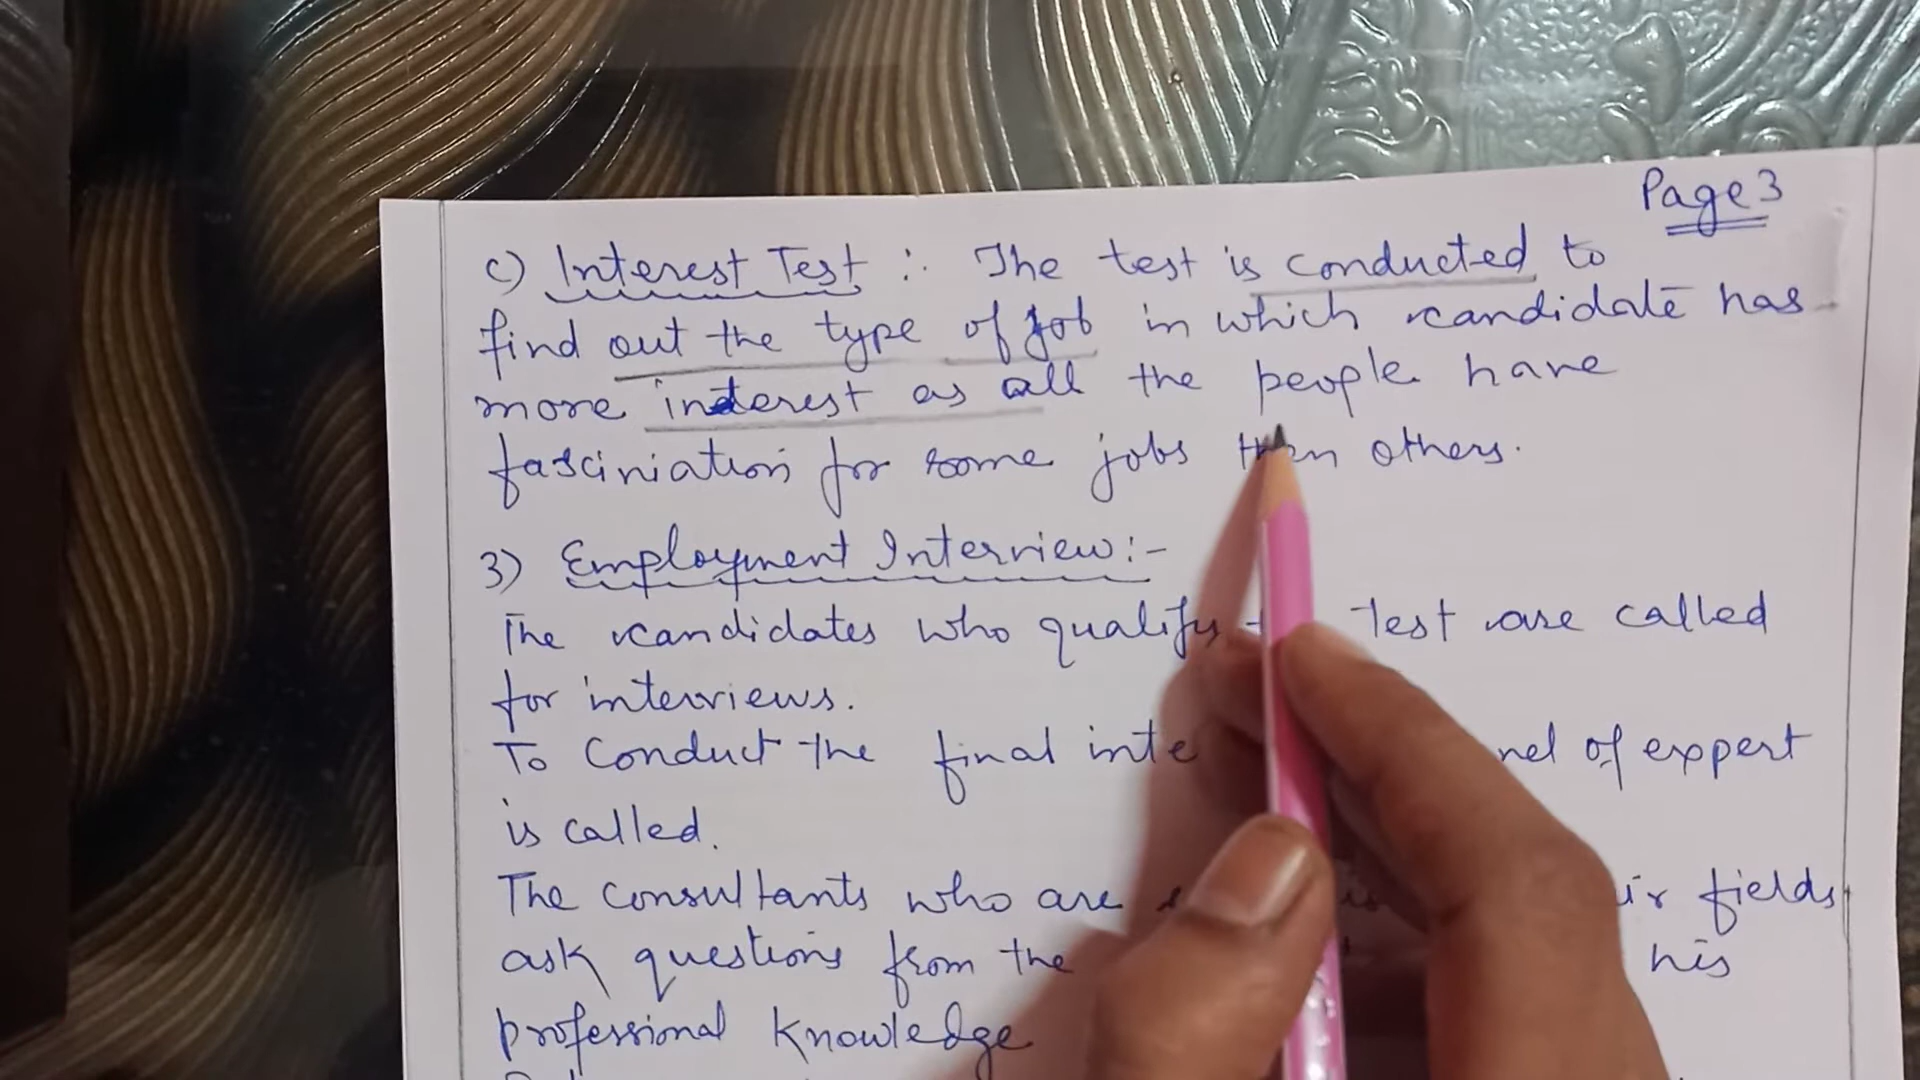 Page 3
c) Interest Test :. The test is conducted to
find out the type of job in which candidate has
more interest as all the people have
fasciniation for some jobs then others.
3) Employment Interview :-
The candidates who qualify test are called
for interviews.
To conduct the final of expert
is called.
The consultants who are fields
ask questions from the his
professional knowledge